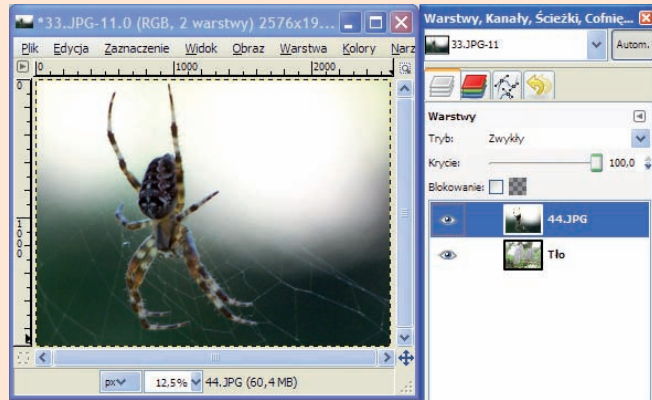 *33.JPG-11.0 (RGB, 2 warstwy) 2576x19...
Plik Edycja Zaznaczenie Widok Obraz Warstwa Kolory Narz
0 1000 2000
0
1000
px 12,5% 44.JPG (60,4 MB)
Warstwy, Kanały, Ścieżki, Cofnię...
33.JPG-11 Autom.
Warstwy
Tryb: Zwykły
Krycie: 100,0
Blokowanie:
44.JPG
Tło